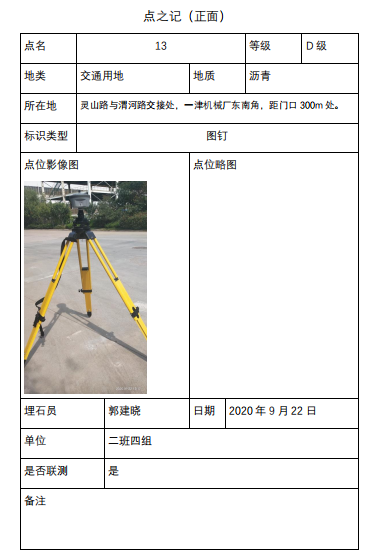 点之记（正面）
点名 13 等级 D 级
地类 交通用地 地质 沥青
所在地 灵山路与渭河路交接处，一津机械厂东南角，距门口 300m 处。
标识类型 图钉
点位影像图 点位略图
埋石员 郭建晓 日期 2020 年 9 月 22 日
单位 二班四组
是否联测 是
备注